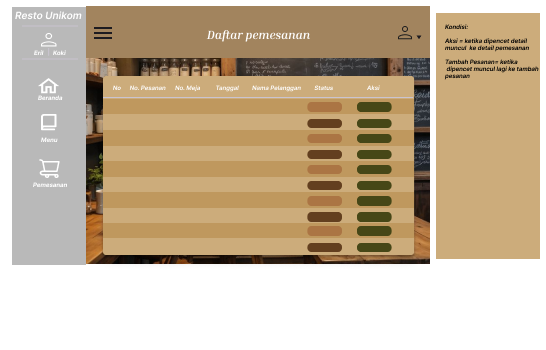 Resto Unikom
Eril | Koki
Beranda
Menu
Pemesanan
Daftar pemesanan
No No. Pesanan No. Meja Tanggal Nama Pelanggan Status Aksi
Kondisi:
Aksi = ketika dipencet detail
muncul ke detail pemesanan
Tambah Pesanan= ketika
dipencet muncul lagi ke tambah
pesanan